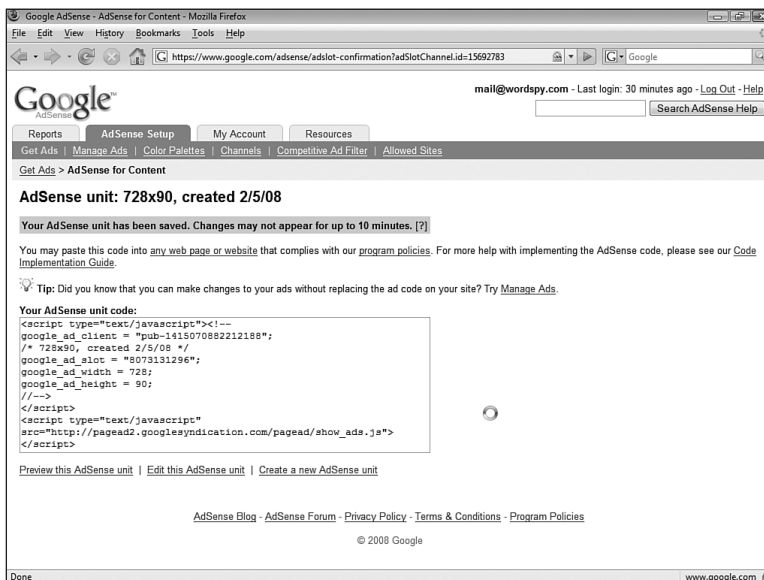 Google AdSense - AdSense for Content - Mozilla Firefox
File Edit View History Bookmarks Tools Help
G https://www.google.com/adsense/adslot-confirmation?adSlotChannel.id=15692783 G Google
mail@wordspy.com - Last login: 30 minutes ago - Log Out - Help
Google™
AdSense
Search AdSense Help
Reports AdSense Setup My Account Resources
Get Ads | Manage Ads | Color Palettes | Channels | Competitive Ad Filter | Allowed Sites
Get Ads > AdSense for Content
AdSense unit: 728x90, created 2/5/08
Your AdSense unit has been saved. Changes may not appear for up to 10 minutes. [?]
You may paste this code into any web page or website that complies with our program policies. For more help with implementing the AdSense code, please see our Code
Implementation Guide.
Tip: Did you know that you can make changes to your ads without replacing the ad code on your site? Try Manage Ads.
Your AdSense unit code:
<script type="text/javascript"><!--
google_ad_client = "pub-1415070882212188";
/* 728x90, created 2/5/08 */
google_ad_slot = "8073131296";
google_ad_width = 728;
google_ad_height = 90;
//-->
</script>
<script type="text/javascript"
src="http://pagead2.googlesyndication.com/pagead/show_ads.js">
</script>
Preview this AdSense unit | Edit this AdSense unit | Create a new AdSense unit
AdSense Blog - AdSense Forum - Privacy Policy - Terms & Conditions - Program Policies
© 2008 Google
Done www.google.com